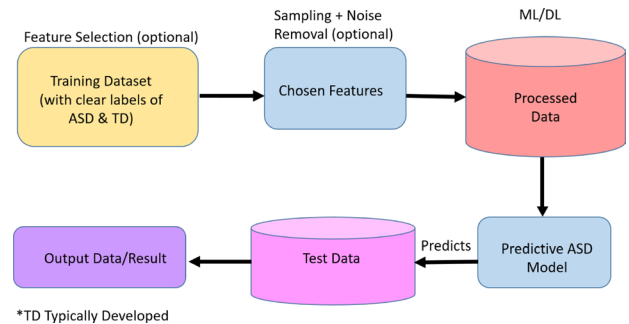 Feature Selection (optional)
Sampling + Noise
Removal (optional)
ML/DL
Training Dataset
(with clear labels of
ASD & TD)
Chosen Features
Processed
Data
Output Data/Result
Test Data
Predicts
Predictive ASD
Model
*TD Typically Developed